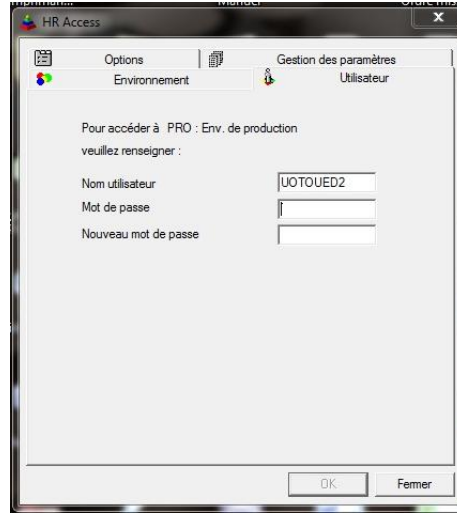 HR Access
Options
Gestion des paramètres
Environnement
Utilisateur
Pour accéder à PRO : Env. de production
veuillez renseigner :
Nom utilisateur
UOTOUED2
Mot de passe
Nouveau mot de passe
OK
Fermer